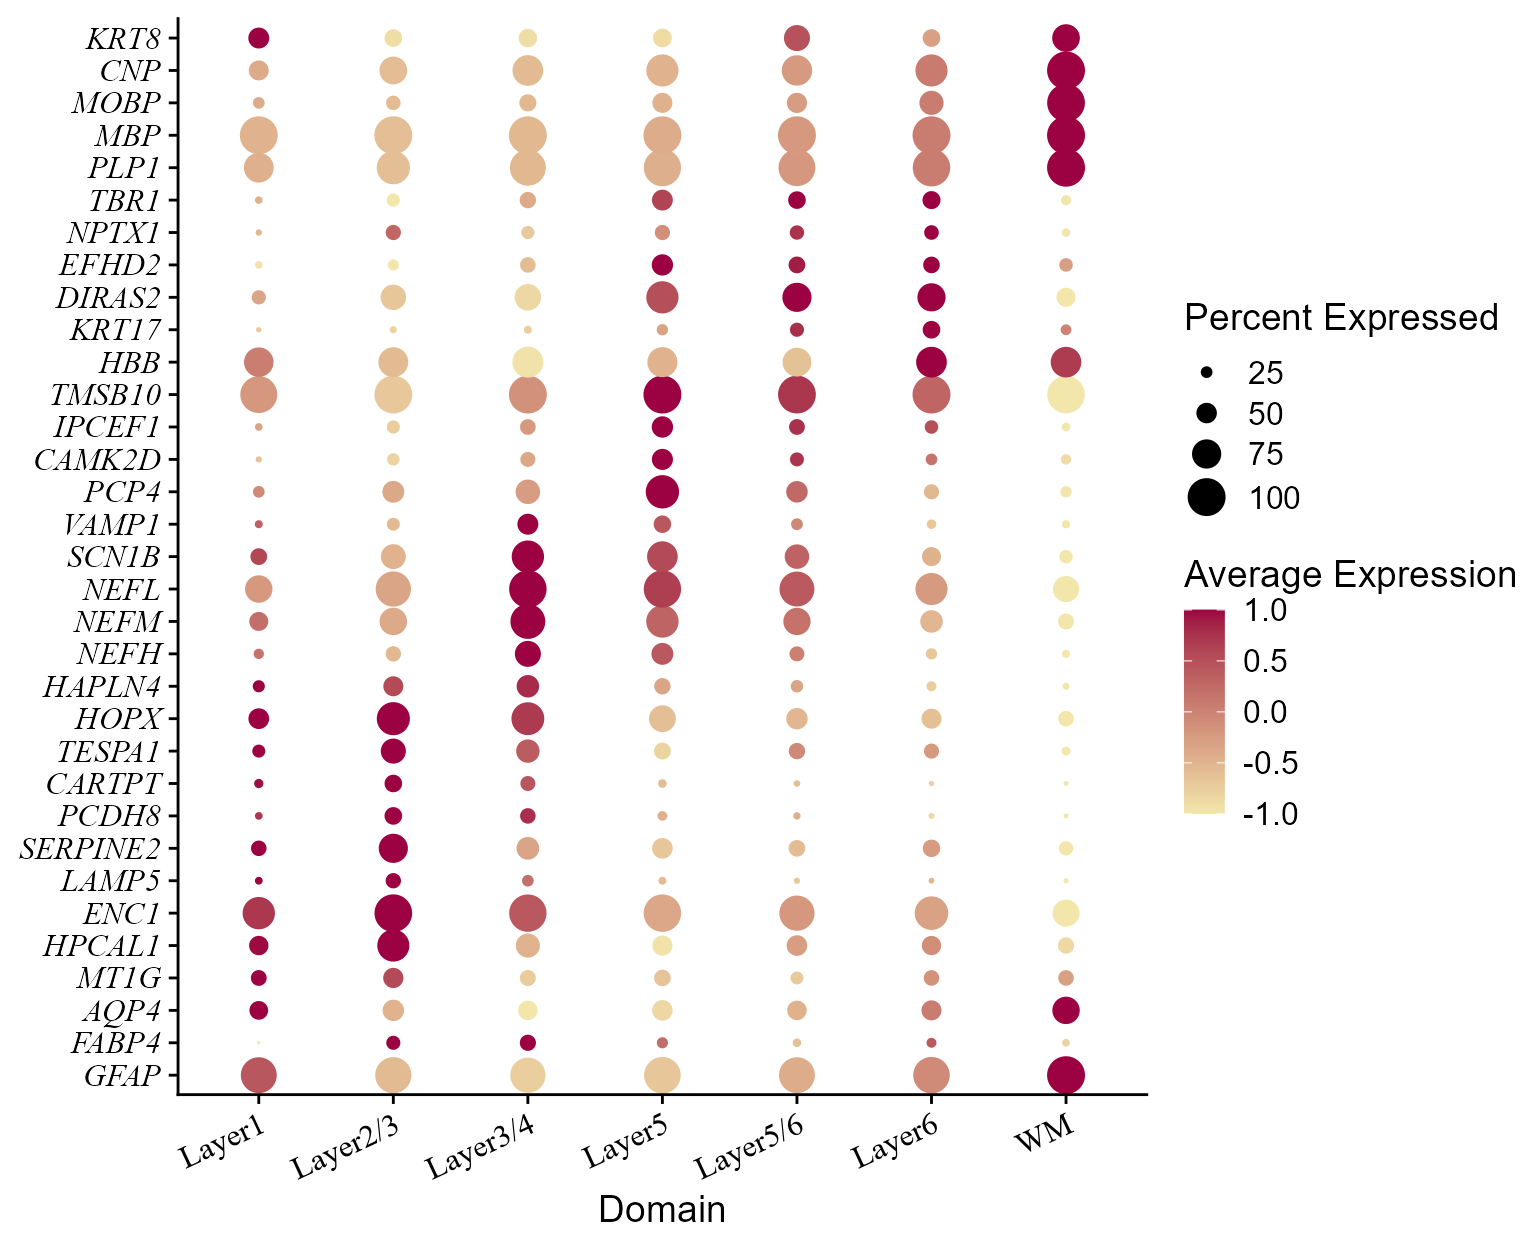 KRT8
CNP
MOBP
MBP
PLP1
TBR1
NPTX1
EFHD2
DIRAS2
KRT17
HBB
TMSB10
IPCEF1
CAMK2D
PCP4
VAMP1
SCN1B
NEFL
NEFM
NEFH
HAPLN4
HOPX
TESPA1
CARTPT
PCDH8
SERPINE2
LAMP5
ENC1
HPCAL1
MT1G
AQP4
FABP4
GFAP
Layer1
Layer2/3
Layer3/4
Layer5
Layer5/6
Layer6
WM
Domain
Percent Expressed
25
50
75
100
Average Expression
1.0
0.5
0.0
-0.5
-1.0